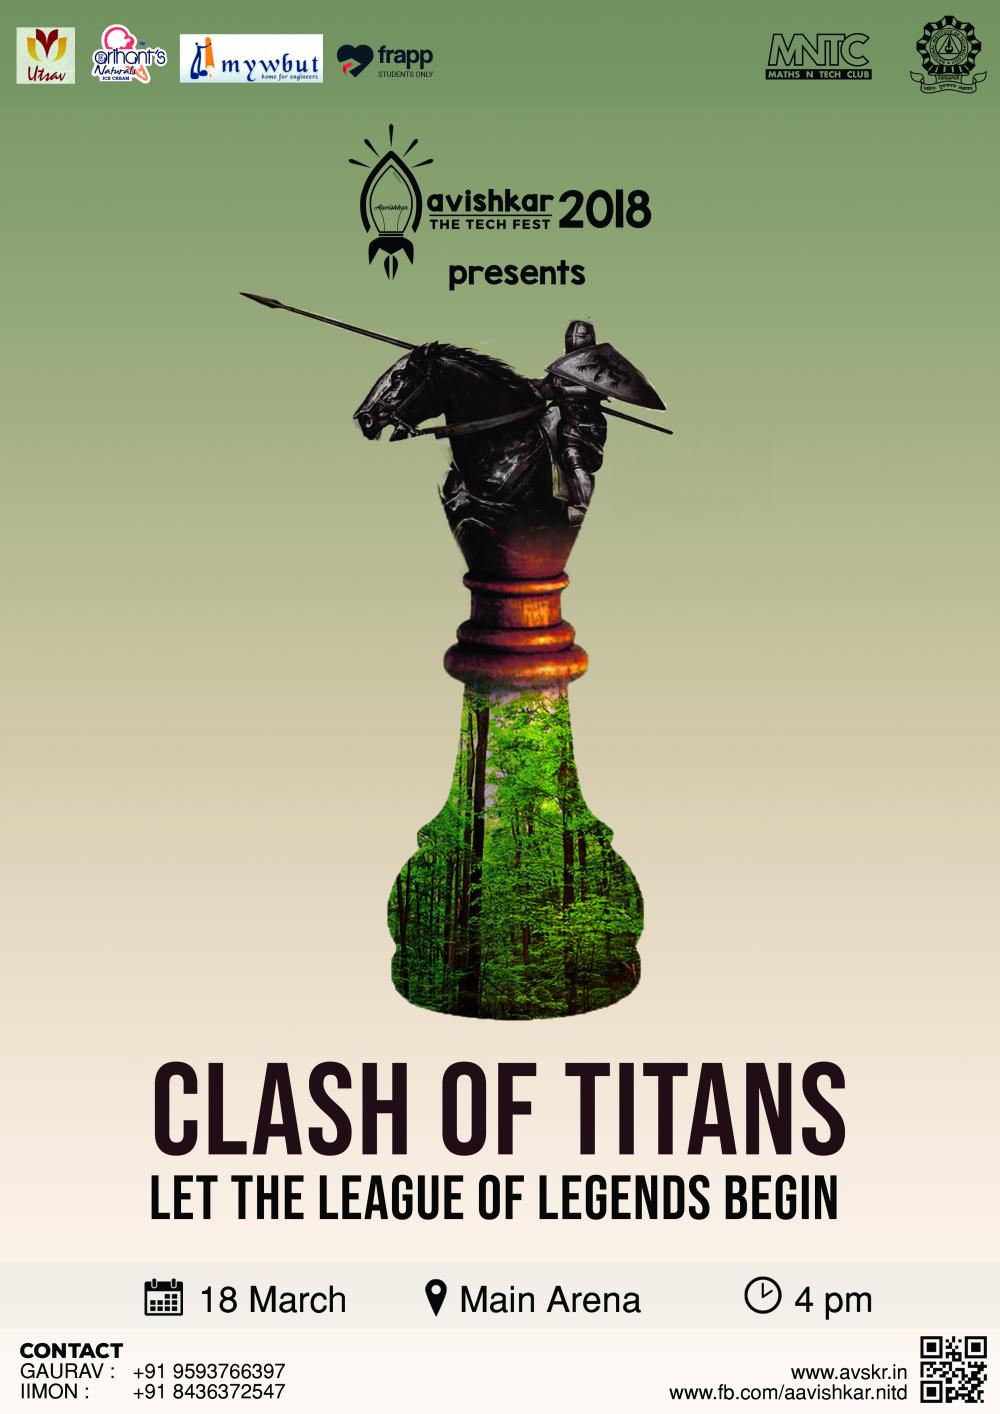 Utsav
arihant's
Naturals
ICE CREAM
mywbut
home for engineers
frapp
STUDENTS ONLY
MNTC
MATHS N TECH CLUB
Aavishkar
avishkar 2018
THE TECH FEST
presents
CLASH OF TITANS
LET THE LEAGUE OF LEGENDS BEGIN
18 March
Main Arena
4 pm
CONTACT
GAURAV : +91 9593766397
IIMON : +91 8436372547
www.avskr.in
www.fb.com/aavishkar.nitd